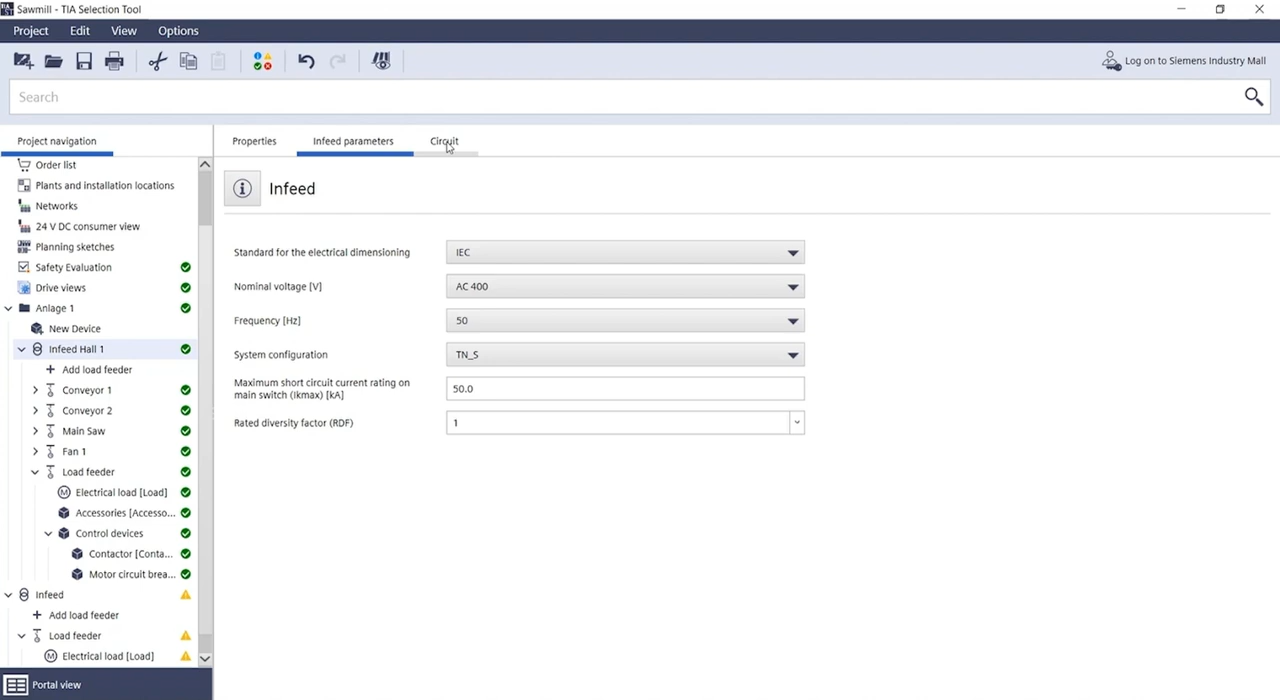 Sawmill - TIA Selection Tool
Project Edit View Options
Log on to Siemens Industry Mall
Search
Project navigation
Properties Infeed parameters Circuit
Order list
Plants and installation locations
Networks
24 V DC consumer view
Planning sketches
Safety Evaluation
Drive views
Anlage 1
New Device
Infeed Hall 1
Add load feeder
Conveyor 1
Conveyor 2
Main Saw
Fan 1
Load feeder
Electrical load [Load]
Accessories [Accesso...
Control devices
Contactor [Conta...
Motor circuit brea...
Infeed
Add load feeder
Load feeder
Electrical load [Load]
Portal view
Infeed
Standard for the electrical dimensioning IEC
Nominal voltage [V] AC 400
Frequency [Hz] 50
System configuration TN_S
Maximum short circuit current rating on
main switch (Ikmax) [kA] 50.0
Rated diversity factor (RDF) 1